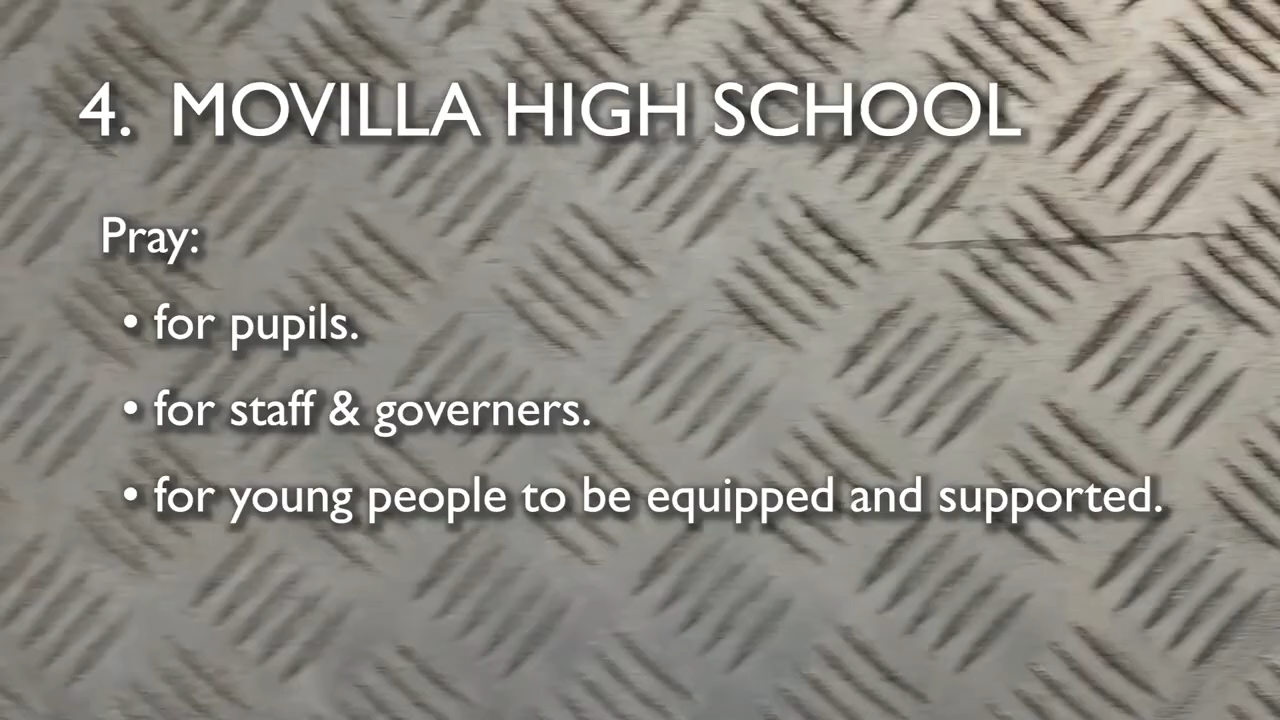 4. MOVILLA HIGH SCHOOL
Pray:
• for pupils.
• for staff & governers.
• for young people to be equipped and supported.